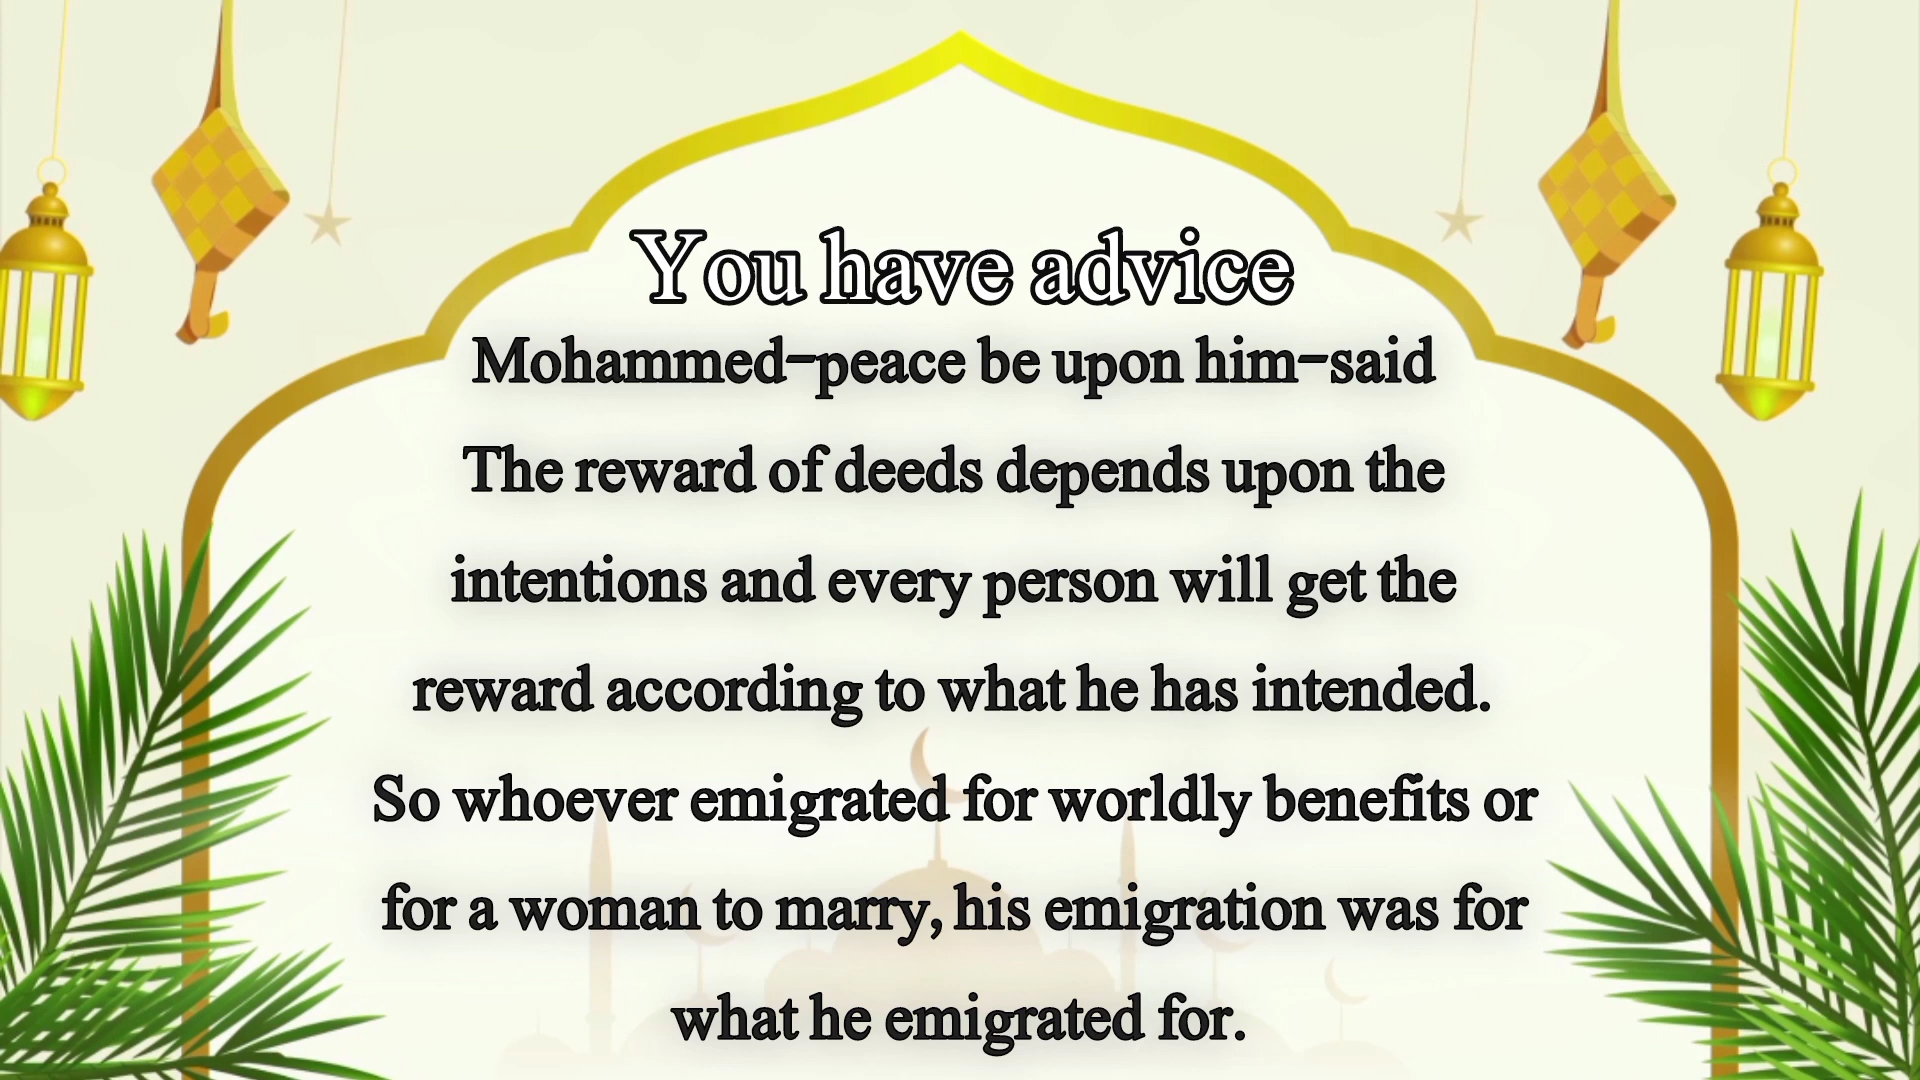 You have advice
Mohammed-peace be upon him-said
The reward of deeds depends upon the
intentions and every person will get the
reward according to what he has intended.
So whoever emigrated for worldly benefits or
for a woman to marry, his emigration was for
what he emigrated for.